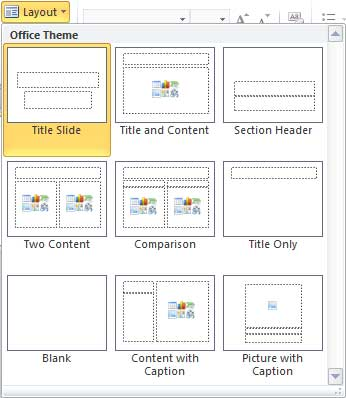 Layout
Office Theme
Title Slide
Title and Content
Section Header
Two Content
Comparison
Title Only
Blank
Content with
Caption
Picture with
Caption